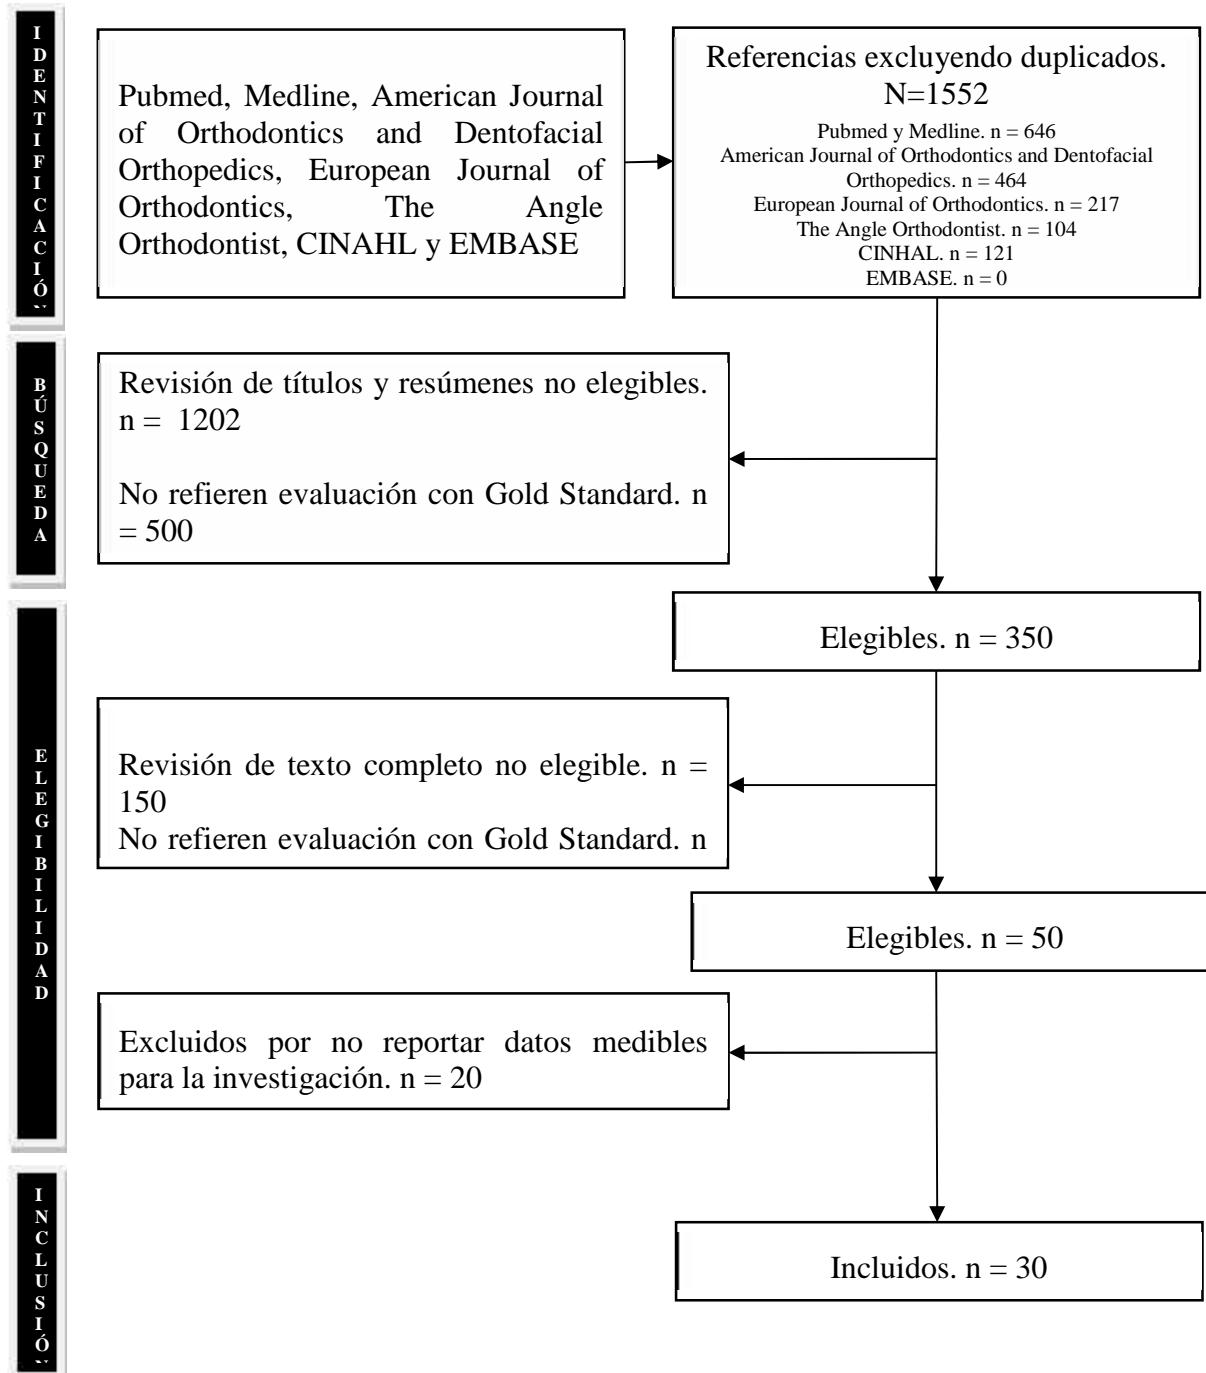 IDENTIFICACIÓN
Pubmed, Medline, American Journal
of Orthodontics and Dentofacial
Orthopedics, European Journal of
Orthodontics, The Angle
Orthodontist, CINAHL y EMBASE
Referencias excluyendo duplicados.
N=1552
Pubmed y Medline. n = 646
American Journal of Orthodontics and Dentofacial
Orthopedics. n = 464
European Journal of Orthodontics. n = 217
The Angle Orthodontist. n = 104
CINHAL. n = 121
EMBASE. n = 0
BÚSQUEDA
Revisión de títulos y resúmenes no elegibles.
n = 1202
No refieren evaluación con Gold Standard. n
= 500
Elegibles. n = 350
ELEGIBILIDAD
Revisión de texto completo no elegible. n =
150
No refieren evaluación con Gold Standard. n
Elegibles. n = 50
Excluidos por no reportar datos medibles
para la investigación. n = 20
INCLUSIÓN
Incluidos. n = 30